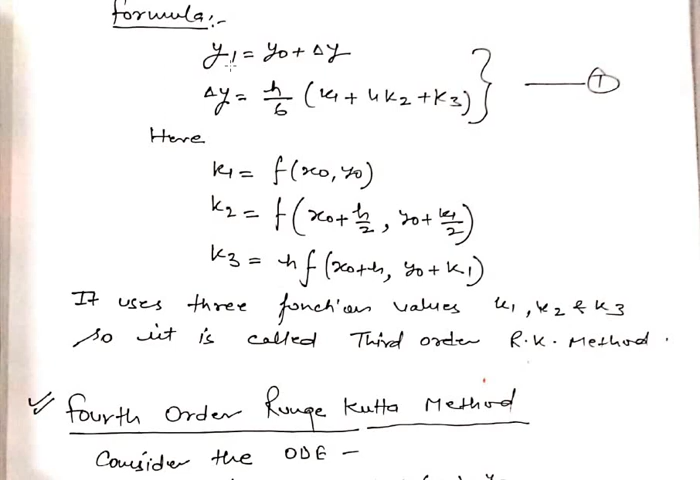 formula:-
y₁ = y₀ + Δy
Δy = h/6 (k₁ + 4k₂ + k₃) } —— ①
Here
k₁ = f(x₀, y₀)
k₂ = f(x₀ + h/2, y₀ + k₁/2)
k₃ = hf(x₀+h, y₀ + k₁)
It uses three function values k₁, k₂ & k₃
so it is called Third order R.K. Method.
✓ Fourth Order Runge Kutta Method
Consider the ODE –